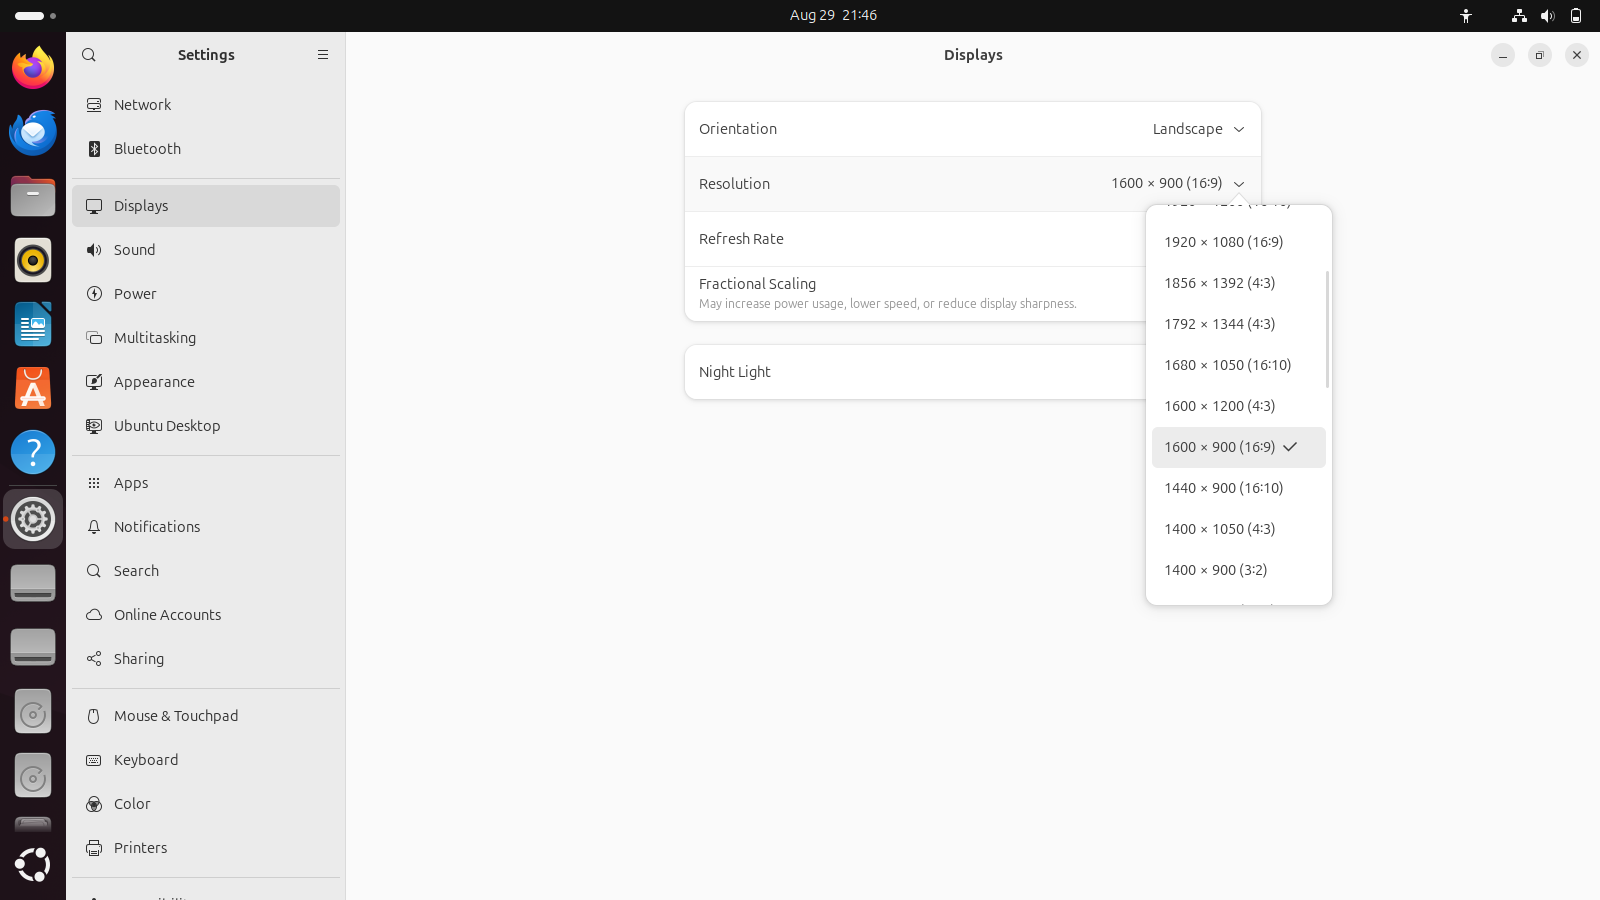 Aug 29 21:46
Settings
Displays
Network
Bluetooth
Displays
Sound
Power
Multitasking
Appearance
Ubuntu Desktop
Apps
Notifications
Search
Online Accounts
Sharing
Mouse & Touchpad
Keyboard
Color
Printers
Orientation
Landscape
Resolution
1600 × 900 (16:9)
Refresh Rate
Fractional Scaling
May increase power usage, lower speed, or reduce display sharpness.
Night Light
1920 × 1080 (16:9)
1856 × 1392 (4:3)
1792 × 1344 (4:3)
1680 × 1050 (16:10)
1600 × 1200 (4:3)
1600 × 900 (16:9)
1440 × 900 (16:10)
1400 × 1050 (4:3)
1400 × 900 (3:2)